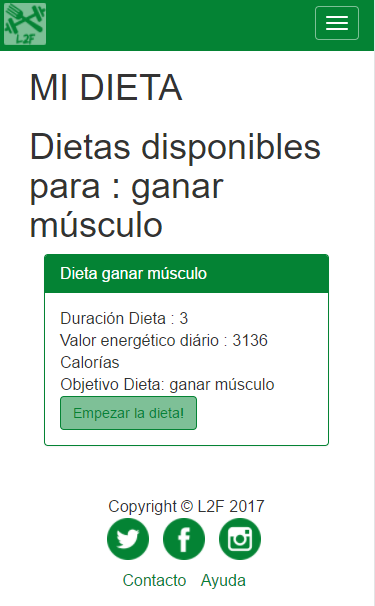 L2F
MI DIETA
Dietas disponibles
para : ganar
músculo
Dieta ganar músculo
Duración Dieta : 3
Valor energético diário : 3136
Calorías
Objetivo Dieta: ganar músculo
Empezar la dieta!
Copyright © L2F 2017
Contacto Ayuda